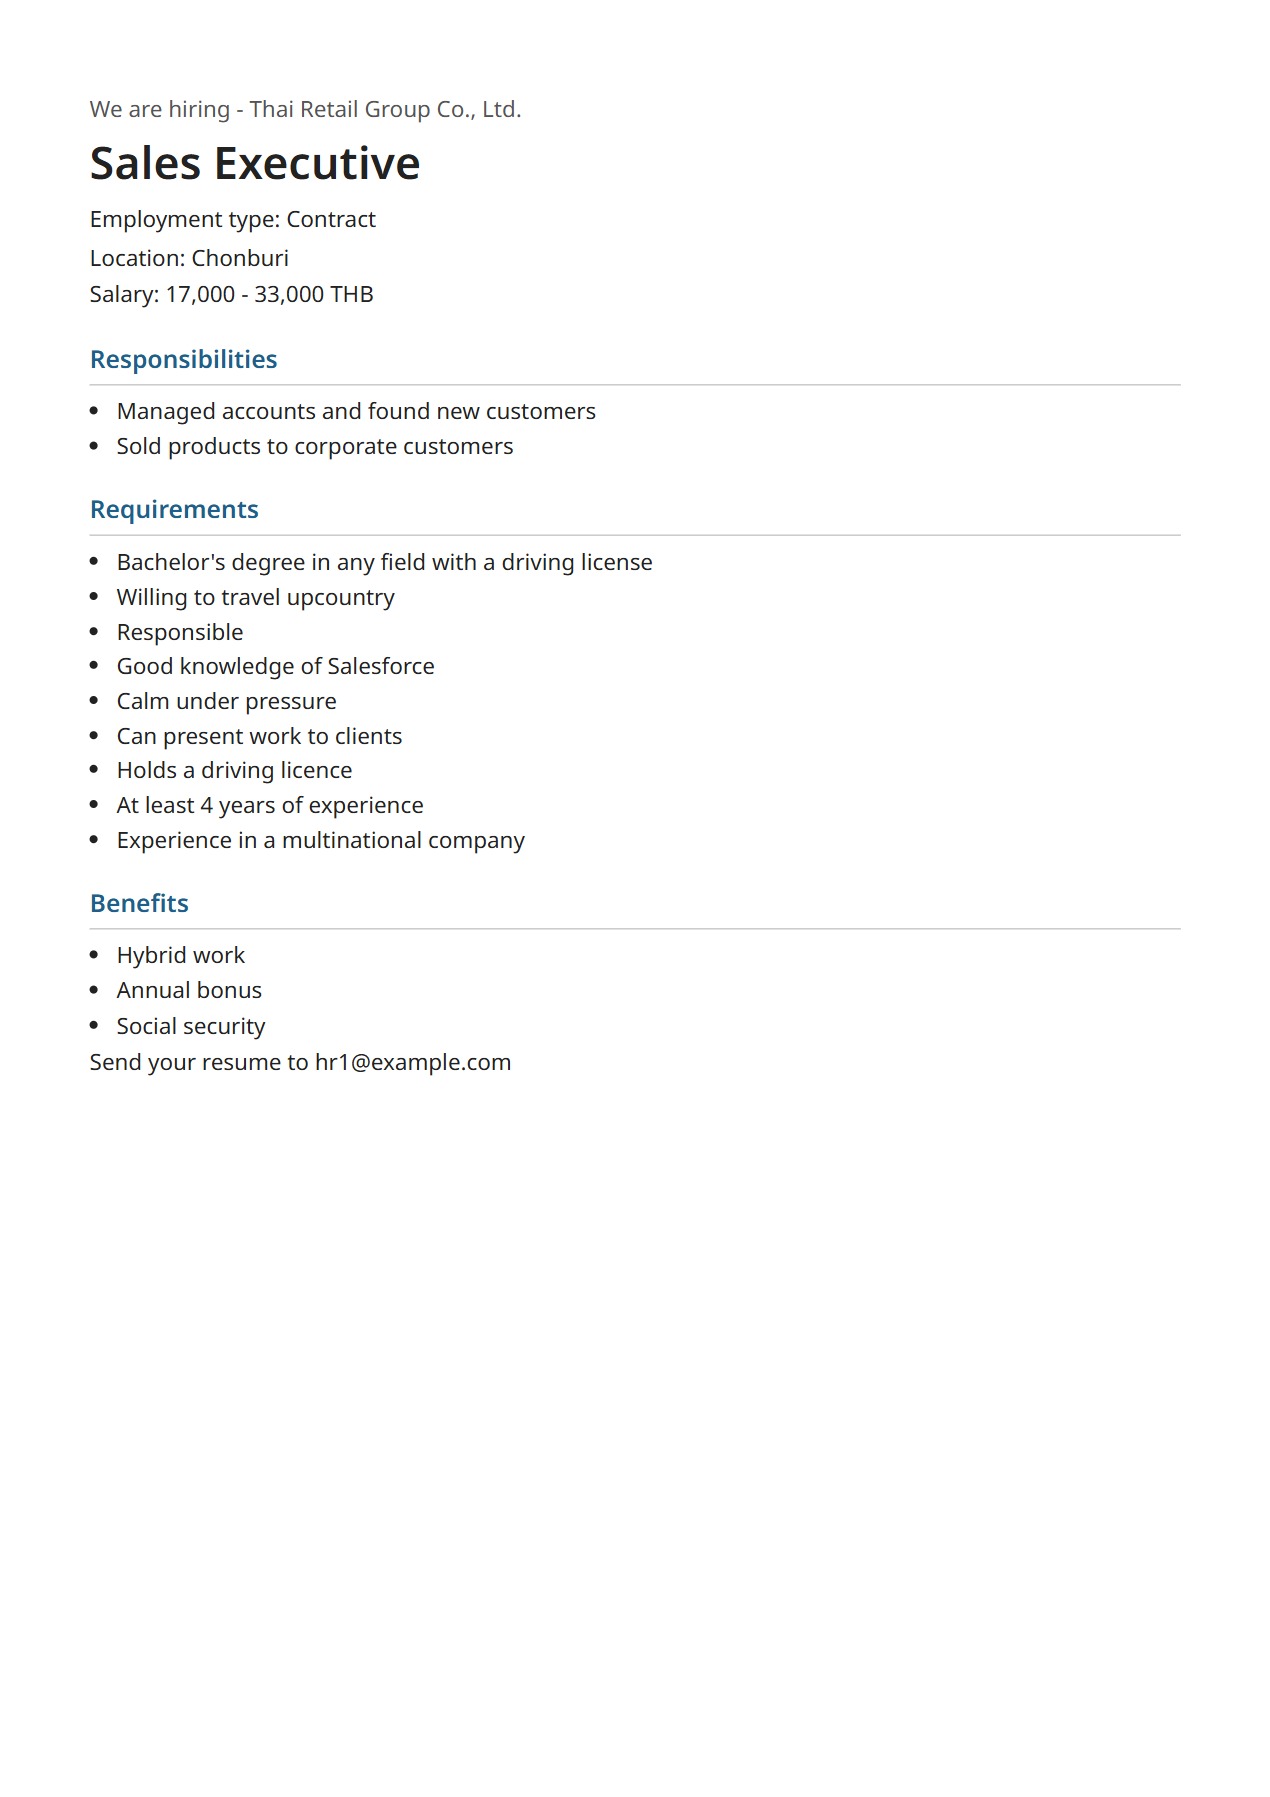 We are hiring - Thai Retail Group Co., Ltd.
Sales Executive
Employment type: Contract
Location: Chonburi
Salary: 17,000 - 33,000 THB
Responsibilities
• Managed accounts and found new customers
• Sold products to corporate customers
Requirements
• Bachelor's degree in any field with a driving license
• Willing to travel upcountry
• Responsible
• Good knowledge of Salesforce
• Calm under pressure
• Can present work to clients
• Holds a driving licence
• At least 4 years of experience
• Experience in a multinational company
Benefits
• Hybrid work
• Annual bonus
• Social security
Send your resume to hr1@example.com